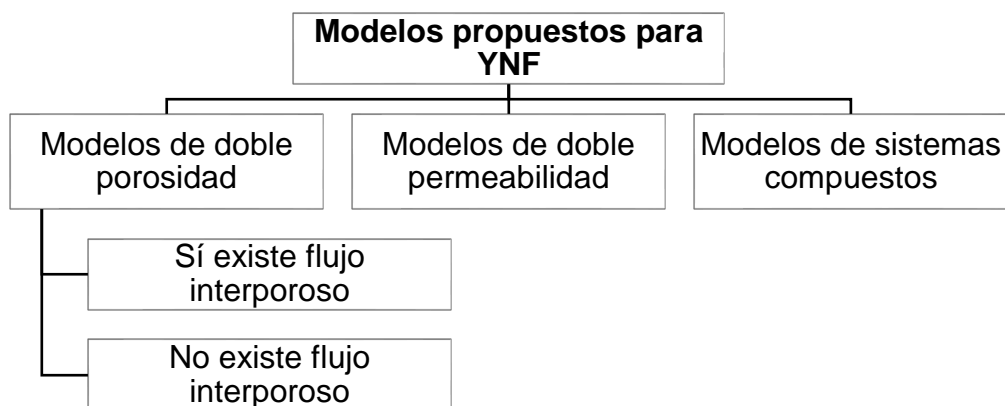 Modelos propuestos para
YNF
Modelos de doble
porosidad
Modelos de doble
permeabilidad
Modelos de sistemas
compuestos
Sí existe flujo
interporoso
No existe flujo
interporoso